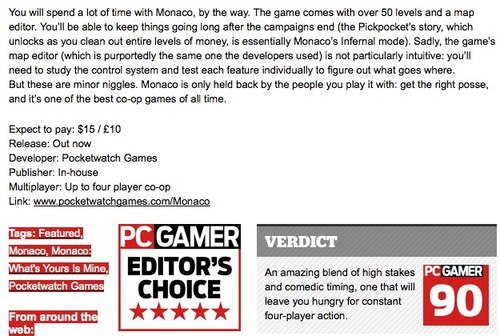 You will spend a lot of time with Monaco, by the way. The game comes with over 50 levels and a map
editor. You'll be able to keep things going long after the campaigns end (the Pickpocket's story, which
unlocks as you clean out entire levels of money, is essentially Monaco's Infernal mode). Sadly, the game's
map editor (which is purportedly the same one the developers used) is not particularly intuitive: you'll
need to study the control system and test each feature individually to figure out what goes where.
But these are minor niggles. Monaco is only held back by the people you play it with: get the right posse,
and it's one of the best co-op games of all time.
Expect to pay: $15 / £10
Release: Out now
Developer: Pocketwatch Games
Publisher: In-house
Multiplayer: Up to four player co-op
Link: www.pocketwatchgames.com/Monaco
Tags: Featured,
Monaco, Monaco:
What's Yours Is Mine,
Pocketwatch Games
From around the
web:
PC GAMER
EDITOR'S
CHOICE
VERDICT
An amazing blend of high stakes
and comedic timing, one that will
leave you hungry for constant
four-player action.
PC GAMER
90